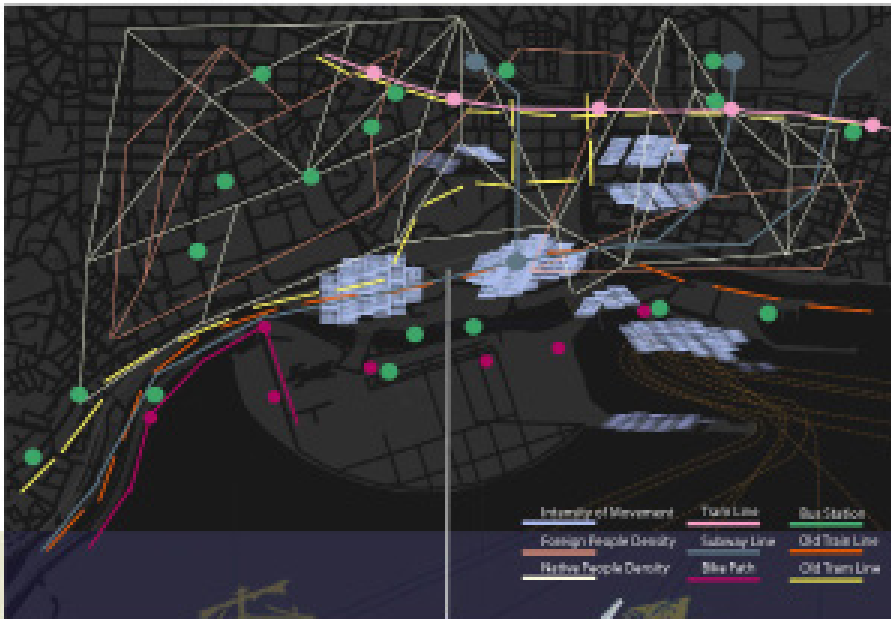 Intensity of Movement Train Line Bus Station
Foreign People Density Subway Line Old Train Line
Native People Density Bike Path Old Tram Line